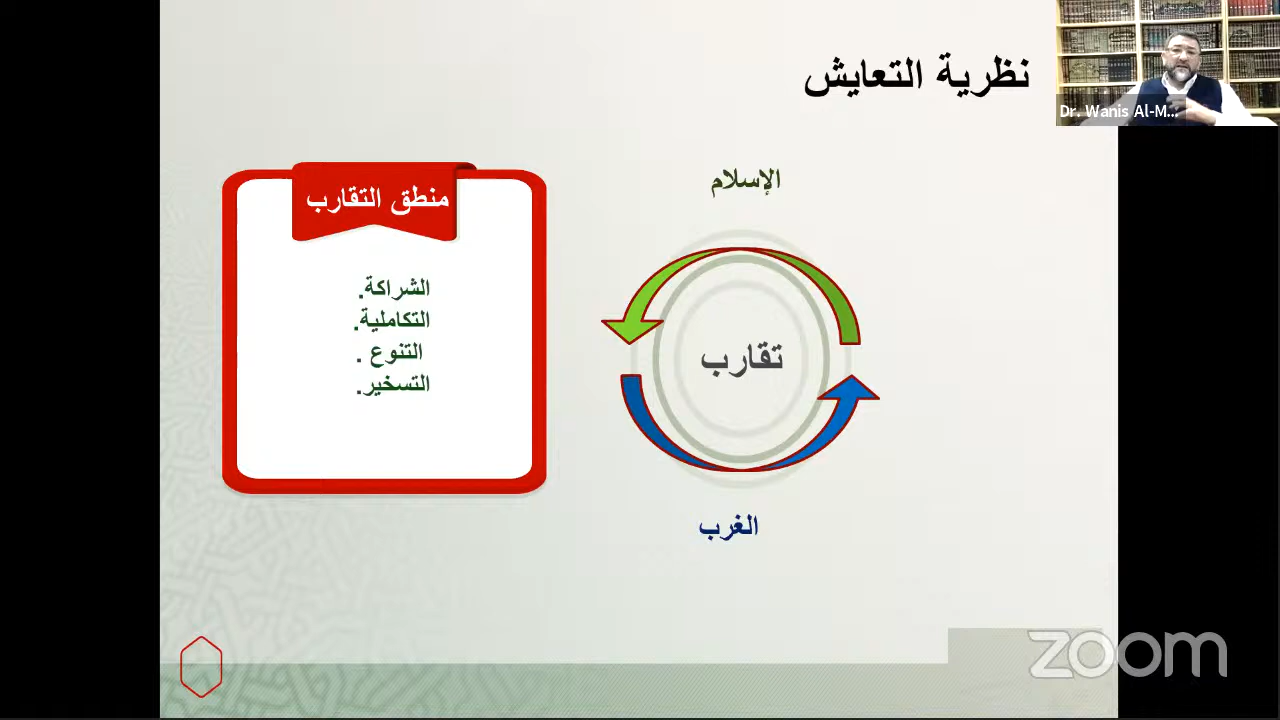 نظرية التعايش
Dr. Wanis Al-M...
الإسلام
تقارب
الغرب
منطق التقارب
الشراكة.
التكاملية.
التنوع .
التسخير.
zoom